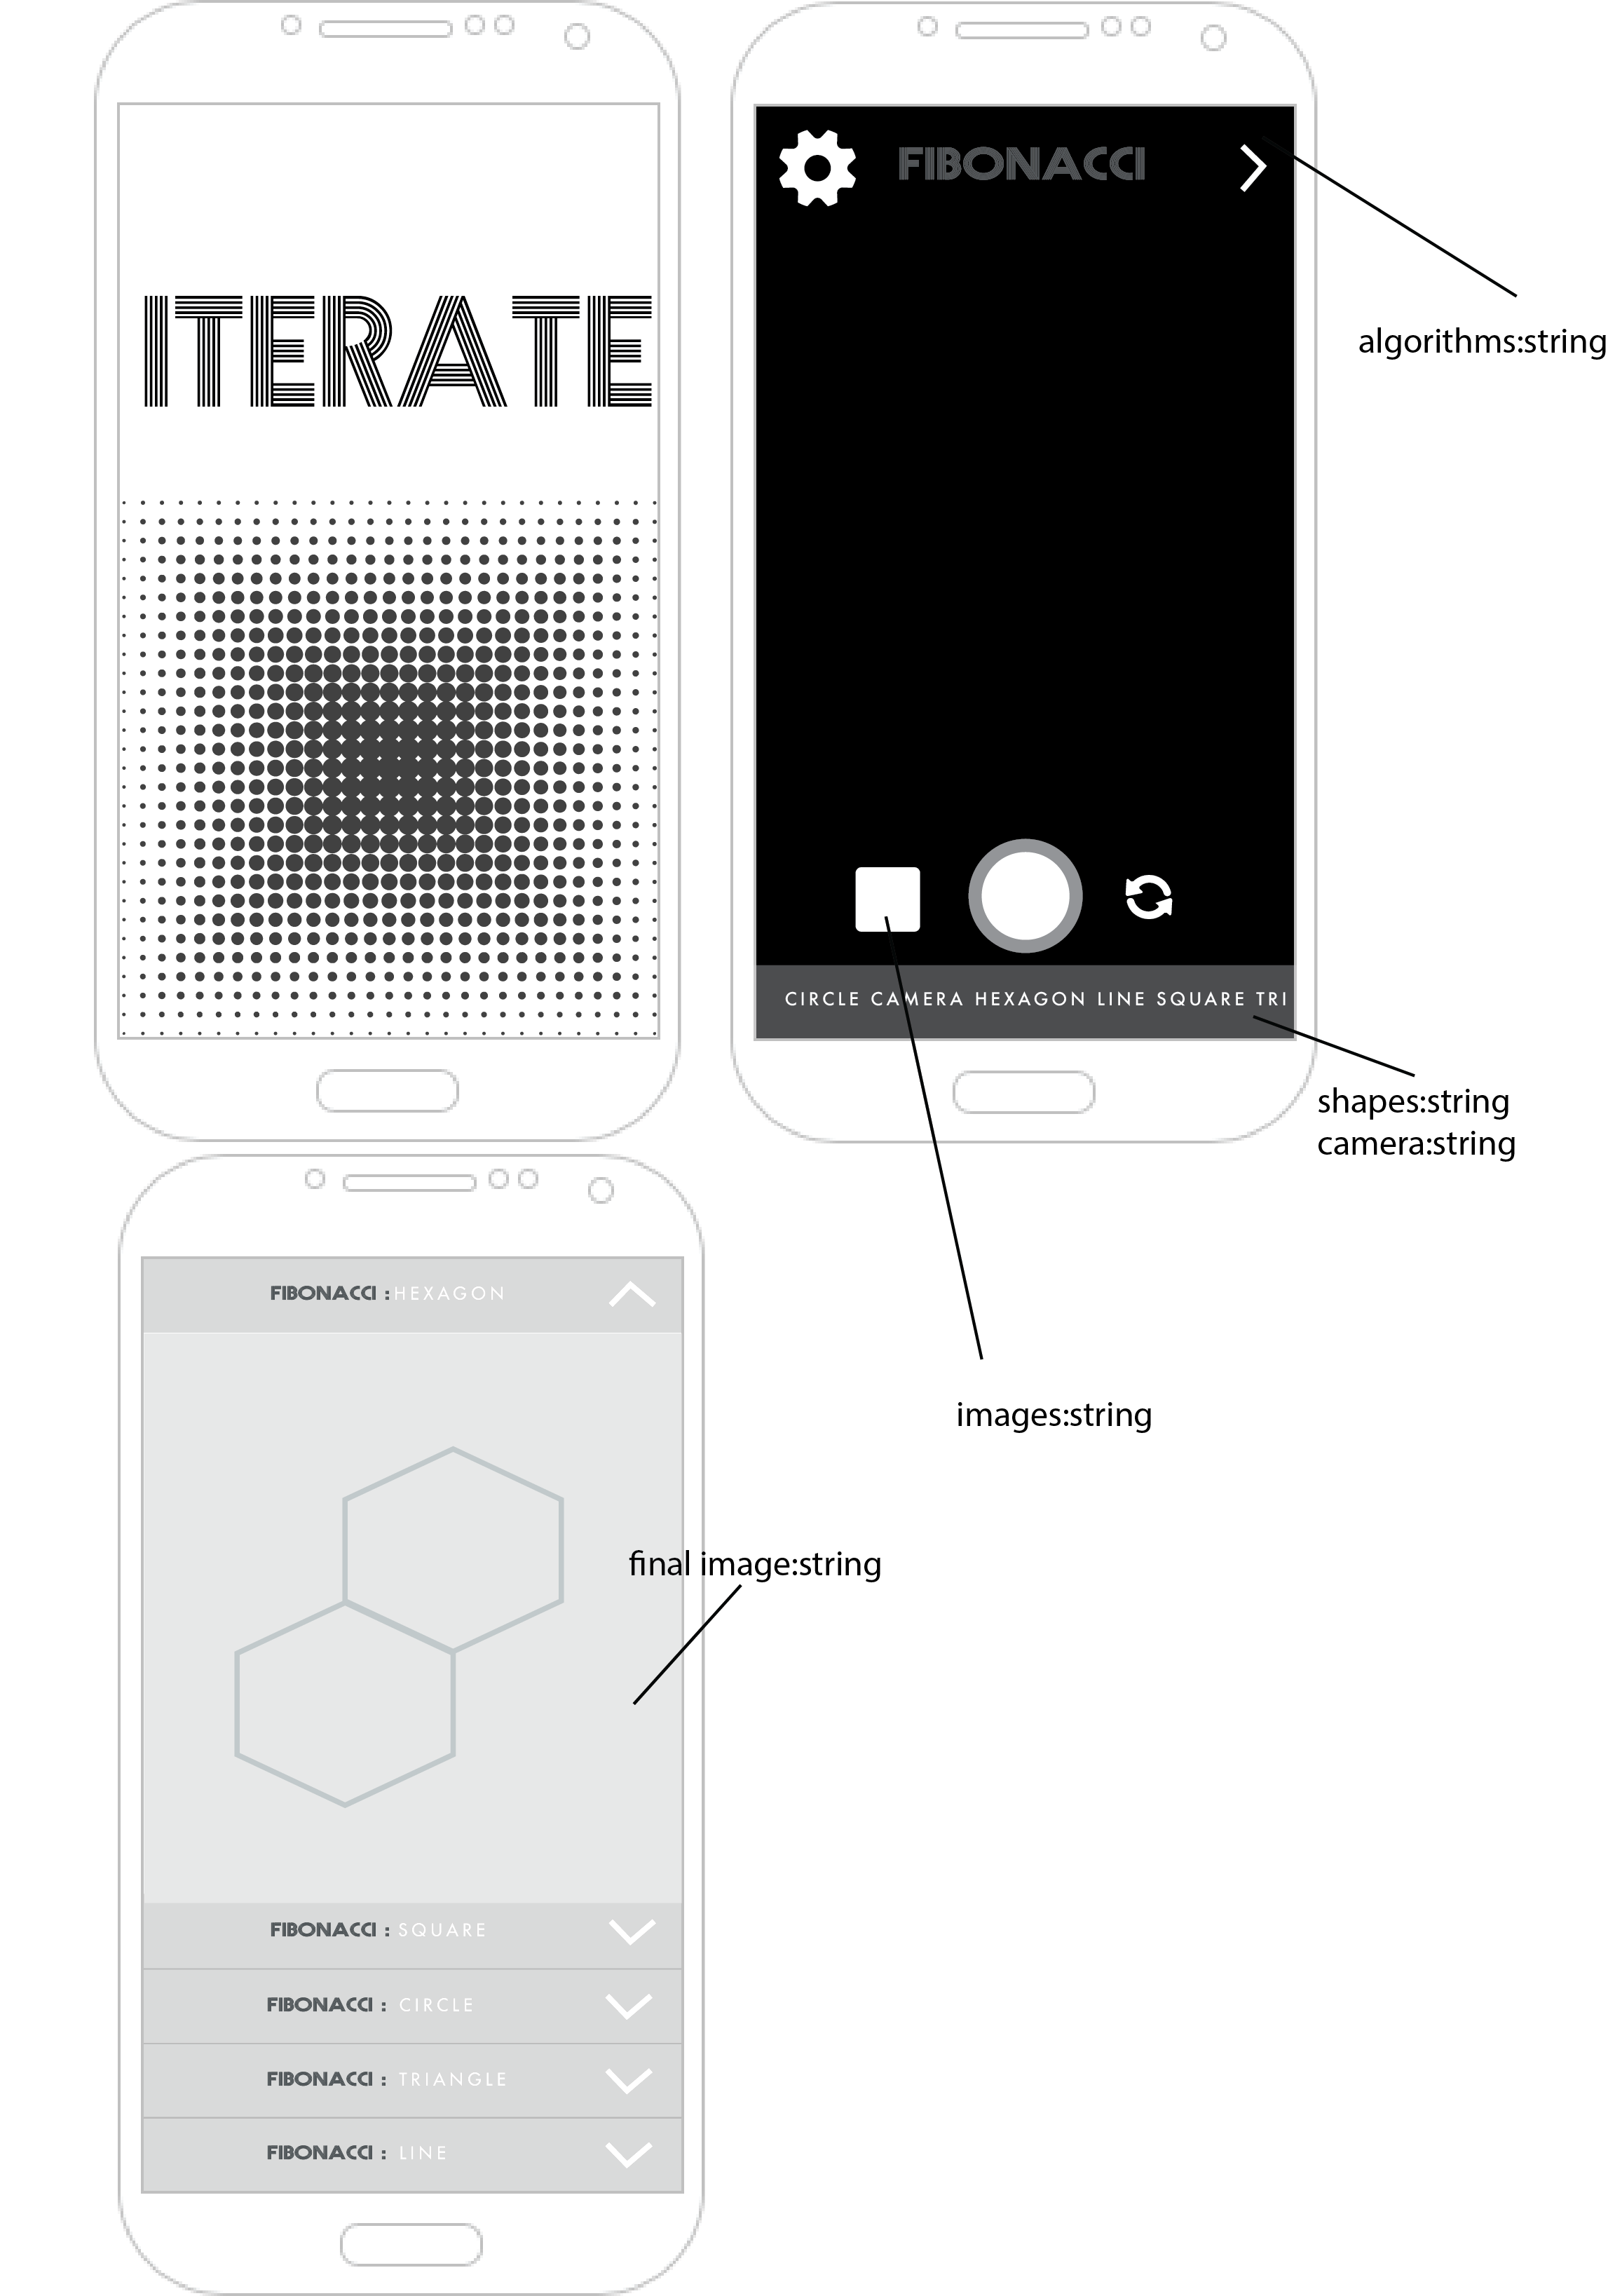 ITERATE
FIBONACCI
algorithms:string
CIRCLE CAMERA HEXAGON LINE SQUARE TRI
shapes:string
camera:string
FIBONACCI : HEXAGON
images:string
final image:string
FIBONACCI : SQUARE
FIBONACCI : CIRCLE
FIBONACCI : TRIANGLE
FIBONACCI : LINE